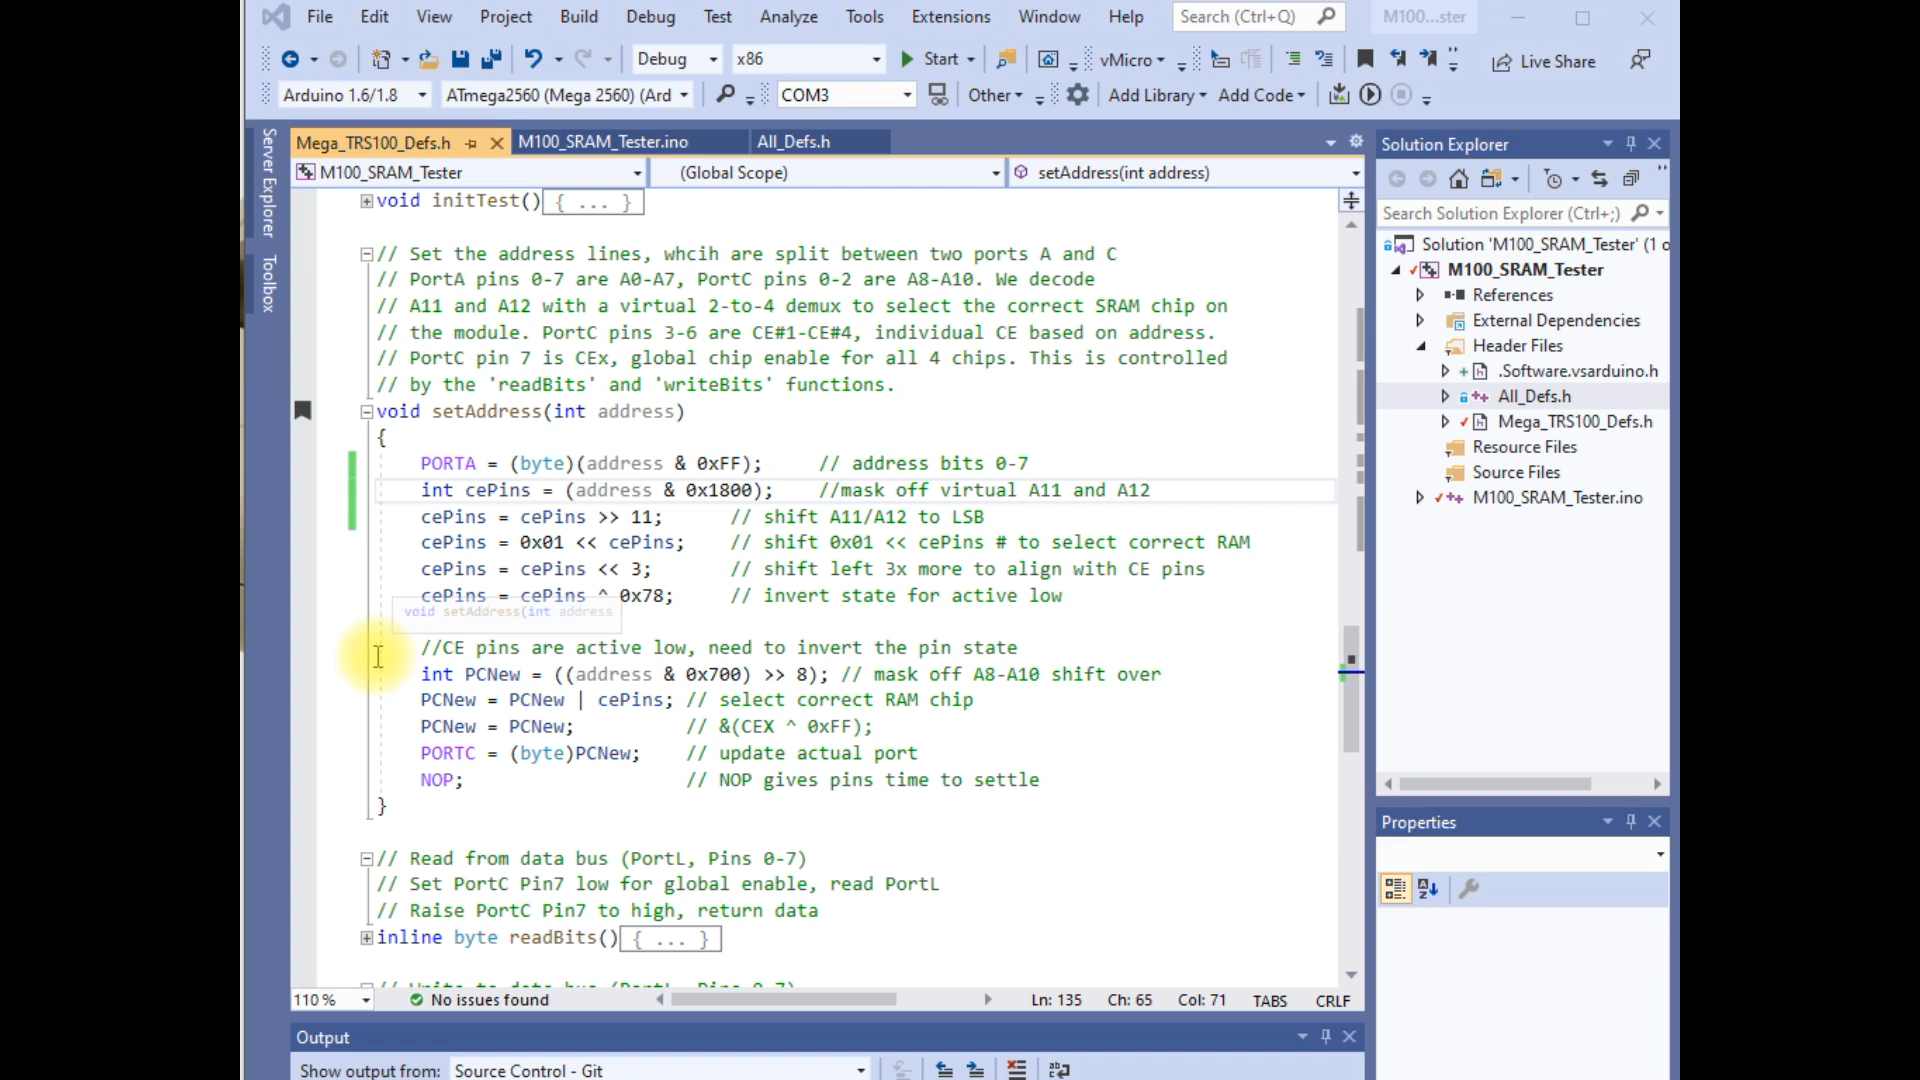 File Edit View Project Build Debug Test Analyze Tools Extensions Window Help Search (Ctrl+Q) M100...ster
Debug x86 Start vMicro Live Share
Arduino 1.6/1.8 ATmega2560 (Mega 2560) (Ard COM3 Other Add Library Add Code
Server Explorer
Toolbox
Mega_TRS100_Defs.h M100_SRAM_Tester.ino All_Defs.h
M100_SRAM_Tester (Global Scope) setAddress(int address)
void initTest(){ ... }
// Set the address lines, whcih are split between two ports A and C
// PortA pins 0-7 are A0-A7, PortC pins 0-2 are A8-A10. We decode
// A11 and A12 with a virtual 2-to-4 demux to select the correct SRAM chip on
// the module. PortC pins 3-6 are CE#1-CE#4, individual CE based on address.
// PortC pin 7 is CEx, global chip enable for all 4 chips. This is controlled
// by the 'readBits' and 'writeBits' functions.
void setAddress(int address)
{
PORTA = (byte)(address & 0xFF); // address bits 0-7
int cePins = (address & 0x1800); //mask off virtual A11 and A12
cePins = cePins >> 11; // shift A11/A12 to LSB
cePins = 0x01 << cePins; // shift 0x01 << cePins # to select correct RAM
cePins = cePins << 3; // shift left 3x more to align with CE pins
cePins = cePins ^ 0x78; // invert state for active low
void setAddress(int address
//CE pins are active low, need to invert the pin state
int PCNew = ((address & 0x700) >> 8); // mask off A8-A10 shift over
PCNew = PCNew | cePins; // select correct RAM chip
PCNew = PCNew; // &(CEX ^ 0xFF);
PORTC = (byte)PCNew; // update actual port
NOP; // NOP gives pins time to settle
}
// Read from data bus (PortL, Pins 0-7)
// Set PortC Pin7 low for global enable, read PortL
// Raise PortC Pin7 to high, return data
inline byte readBits(){ ... }
110 % No issues found Ln: 135 Ch: 65 Col: 71 TABS CRLF
Output
Show output from: Source Control - Git
Solution Explorer
Search Solution Explorer (Ctrl+;)
Solution 'M100_SRAM_Tester' (1 o
M100_SRAM_Tester
References
External Dependencies
Header Files
.Software.vsarduino.h
All_Defs.h
Mega_TRS100_Defs.h
Resource Files
Source Files
M100_SRAM_Tester.ino
Properties